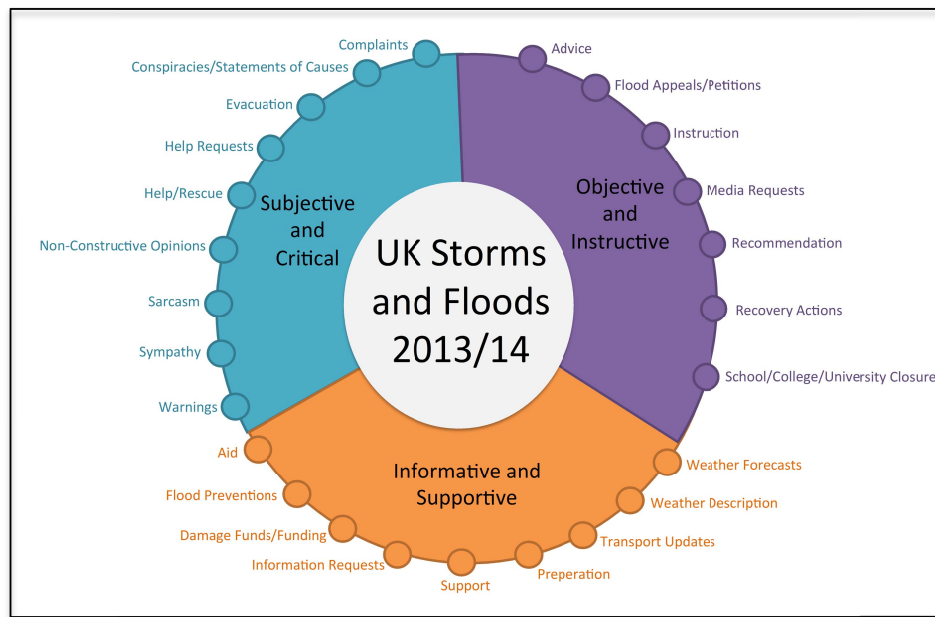 Complaints
Conspiracies/Statements of Causes
Evacuation
Help Requests
Help/Rescue
Non-Constructive Opinions
Sarcasm
Sympathy
Warnings
Subjective
and
Critical
UK Storms
and Floods
2013/14
Advice
Flood Appeals/Petitions
Instruction
Media Requests
Recommendation
Recovery Actions
School/College/University Closure
Objective
and
Instructive
Informative and
Supportive
Aid
Flood Preventions
Damage Funds/Funding
Information Requests
Support
Preperation
Transport Updates
Weather Description
Weather Forecasts